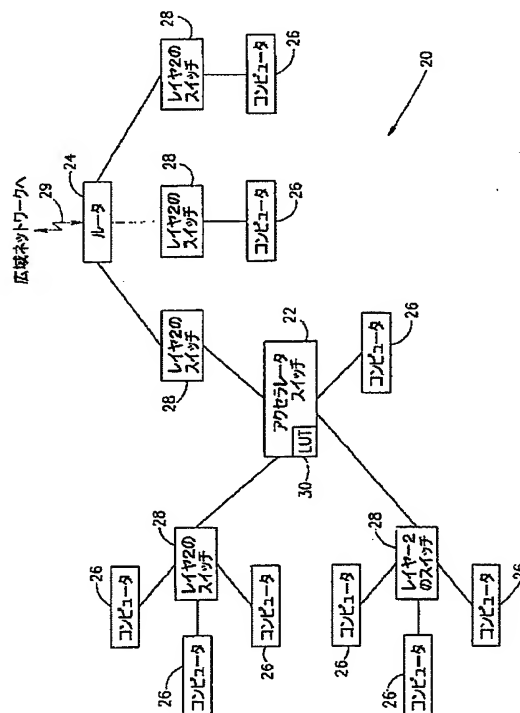 広域ネットワークへ
29
24
ルータ
28
レイヤ2の
スイッチ
28
レイヤ2の
スイッチ
28
レイヤ2の
スイッチ
コンピュータ
26
コンピュータ
26
20
22
アクセラレータ
スイッチ
LUT
30
コンピュータ
26
28
レイヤ2の
スイッチ
26
コンピュータ
26
コンピュータ
26
コンピュータ
28
レイヤー2
のスイッチ
26
コンピュータ
26
コンピュータ
26
コンピュータ